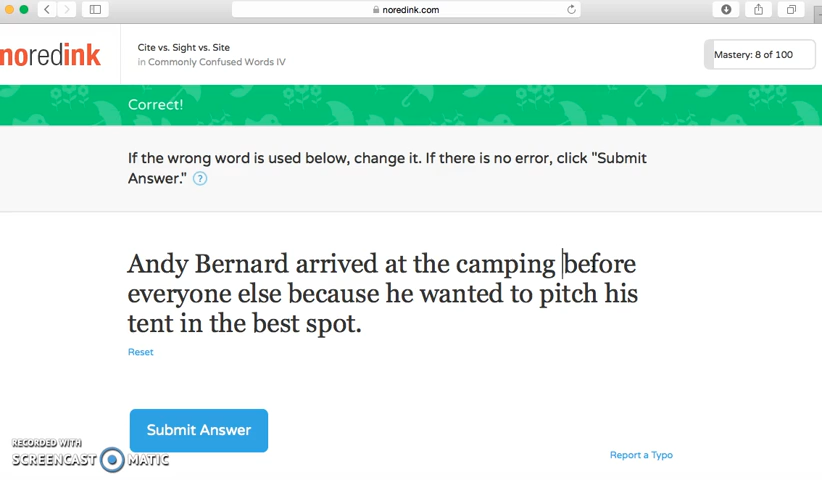 noredink.com
noredink
Cite vs. Sight vs. Site
in Commonly Confused Words IV
Mastery: 8 of 100
Correct!
If the wrong word is used below, change it. If there is no error, click "Submit
Answer." ?
Andy Bernard arrived at the camping before
everyone else because he wanted to pitch his
tent in the best spot.
Reset
Submit Answer
Report a Typo
RECORDED WITH
SCREENCAST MATIC